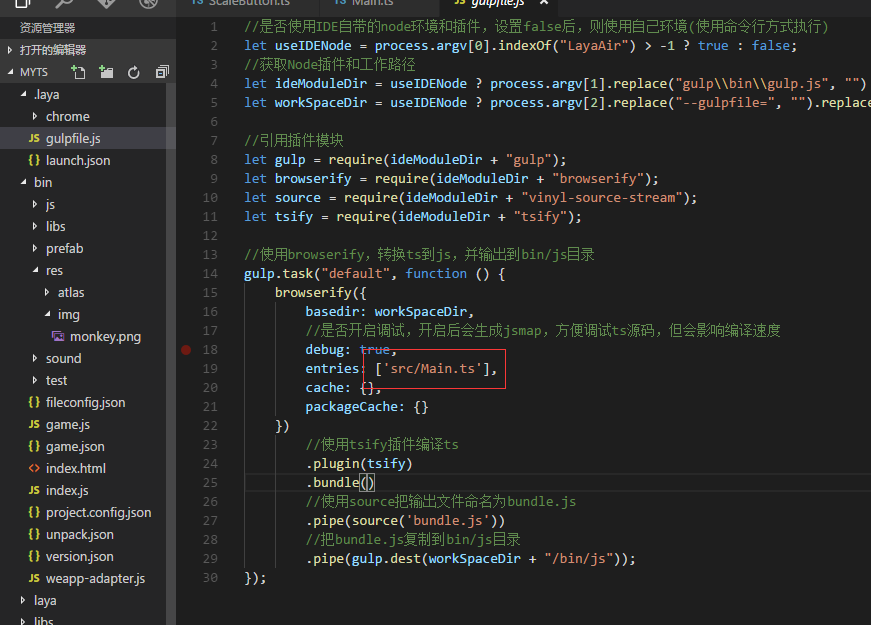 TS ScaleButton.ts
TS Main.ts
JS gulpfile.js
资源管理器
打开的编辑器
MYTS
.laya
chrome
JS gulpfile.js
{} launch.json
bin
js
libs
prefab
res
atlas
img
monkey.png
sound
test
{} fileconfig.json
JS game.js
{} game.json
<> index.html
JS index.js
{} project.config.json
{} unpack.json
{} version.json
JS weapp-adapter.js
laya
libs
1 //是否使用IDE自带的node环境和插件，设置false后，则使用自己环境(使用命令行方式执行)
2 let useIDENode = process.argv[0].indexOf("LayaAir") > -1 ? true : false;
3 //获取Node插件和工作路径
4 let ideModuleDir = useIDENode ? process.argv[1].replace("gulp\\bin\\gulp.js", "")
5 let workSpaceDir = useIDENode ? process.argv[2].replace("--gulpfile=", "").replace
6
7 //引用插件模块
8 let gulp = require(ideModuleDir + "gulp");
9 let browserify = require(ideModuleDir + "browserify");
10 let source = require(ideModuleDir + "vinyl-source-stream");
11 let tsify = require(ideModuleDir + "tsify");
12
13 //使用browserify，转换ts到js，并输出到bin/js目录
14 gulp.task("default", function () {
15 browserify({
16 basedir: workSpaceDir,
17 //是否开启调试，开启后会生成jsmap，方便调试ts源码，但会影响编译速度
18 debug: true,
19 entries: ['src/Main.ts'],
20 cache: {},
21 packageCache: {}
22 })
23 //使用tsify插件编译ts
24 .plugin(tsify)
25 .bundle()
26 //使用source把输出文件命名为bundle.js
27 .pipe(source('bundle.js'))
28 //把bundle.js复制到bin/js目录
29 .pipe(gulp.dest(workSpaceDir + "/bin/js"));
30 });